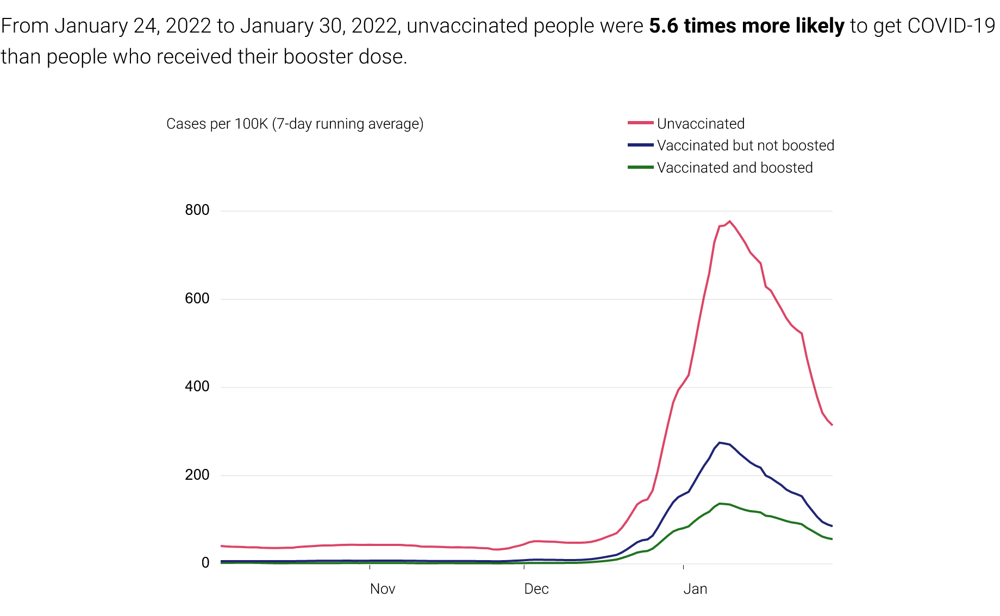 From January 24, 2022 to January 30, 2022, unvaccinated people were 5.6 times more likely to get COVID-19
than people who received their booster dose.
Cases per 100K (7-day running average)
Unvaccinated
Vaccinated but not boosted
Vaccinated and boosted
800
600
400
200
0
Nov
Dec
Jan